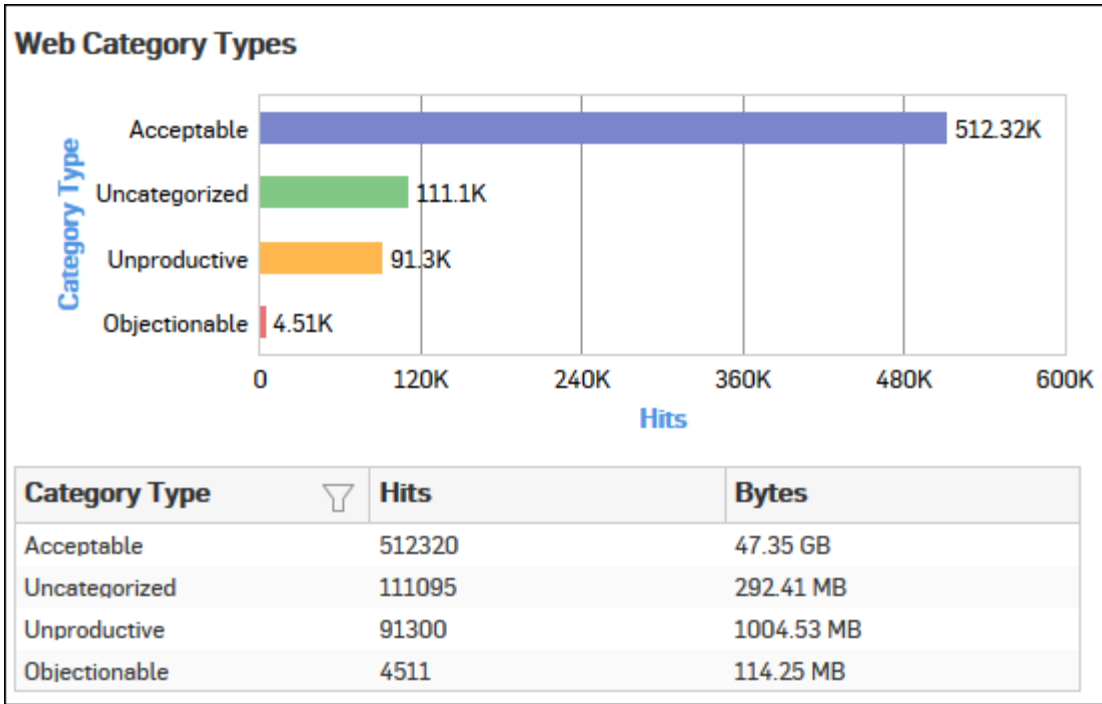 Web Category Types
Category Type
Acceptable 512.32K
Uncategorized 111.1K
Unproductive 91.3K
Objectionable 4.51K
0 120K 240K 360K 480K 600K
Hits
Category Type Hits Bytes
Acceptable 512320 47.35 GB
Uncategorized 111095 292.41 MB
Unproductive 91300 1004.53 MB
Objectionable 4511 114.25 MB